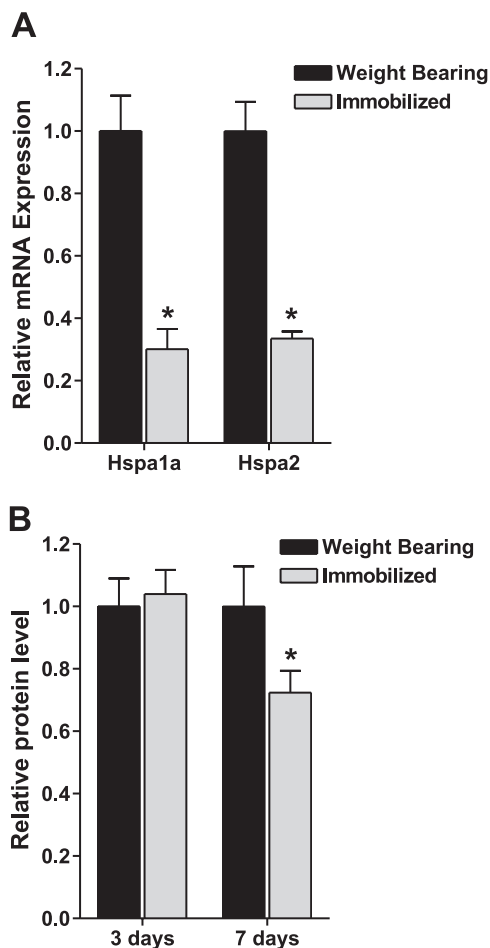 A
Relative mRNA Expression
1.2
1.0
0.8
0.6
0.4
0.2
0.0
Weight Bearing
Immobilized
*
*
Hspa1a
Hspa2
B
Relative protein level
1.2
1.0
0.8
0.6
0.4
0.2
0.0
Weight Bearing
Immobilized
*
3 days
7 days